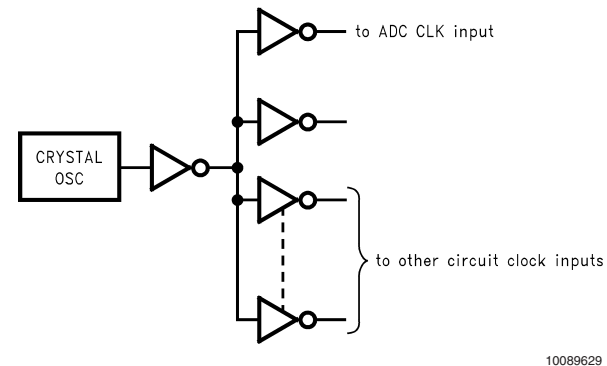 to ADC CLK input
CRYSTAL
OSC
to other circuit clock inputs
10089629